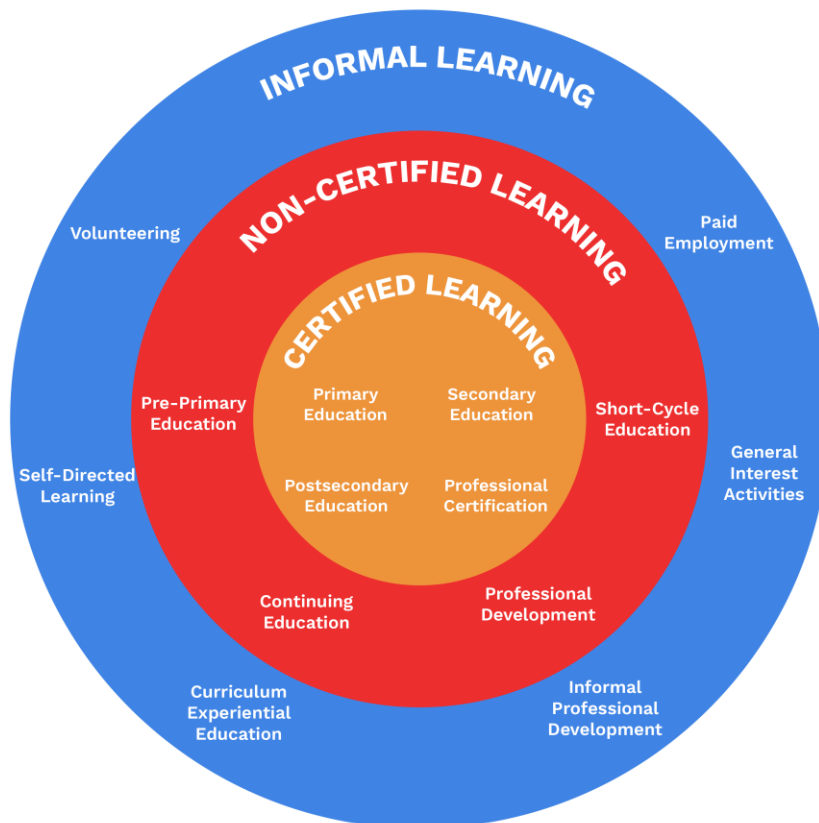 INFORMAL LEARNING
NON-CERTIFIED LEARNING
CERTIFIED LEARNING
Volunteering
Paid
Employment
Pre-Primary
Education
Primary
Education
Secondary
Education
Short-Cycle
Education
Self-Directed
Learning
Postsecondary
Education
Professional
Certification
General
Interest
Activities
Continuing
Education
Professional
Development
Curriculum
Experiential
Education
Informal
Professional
Development